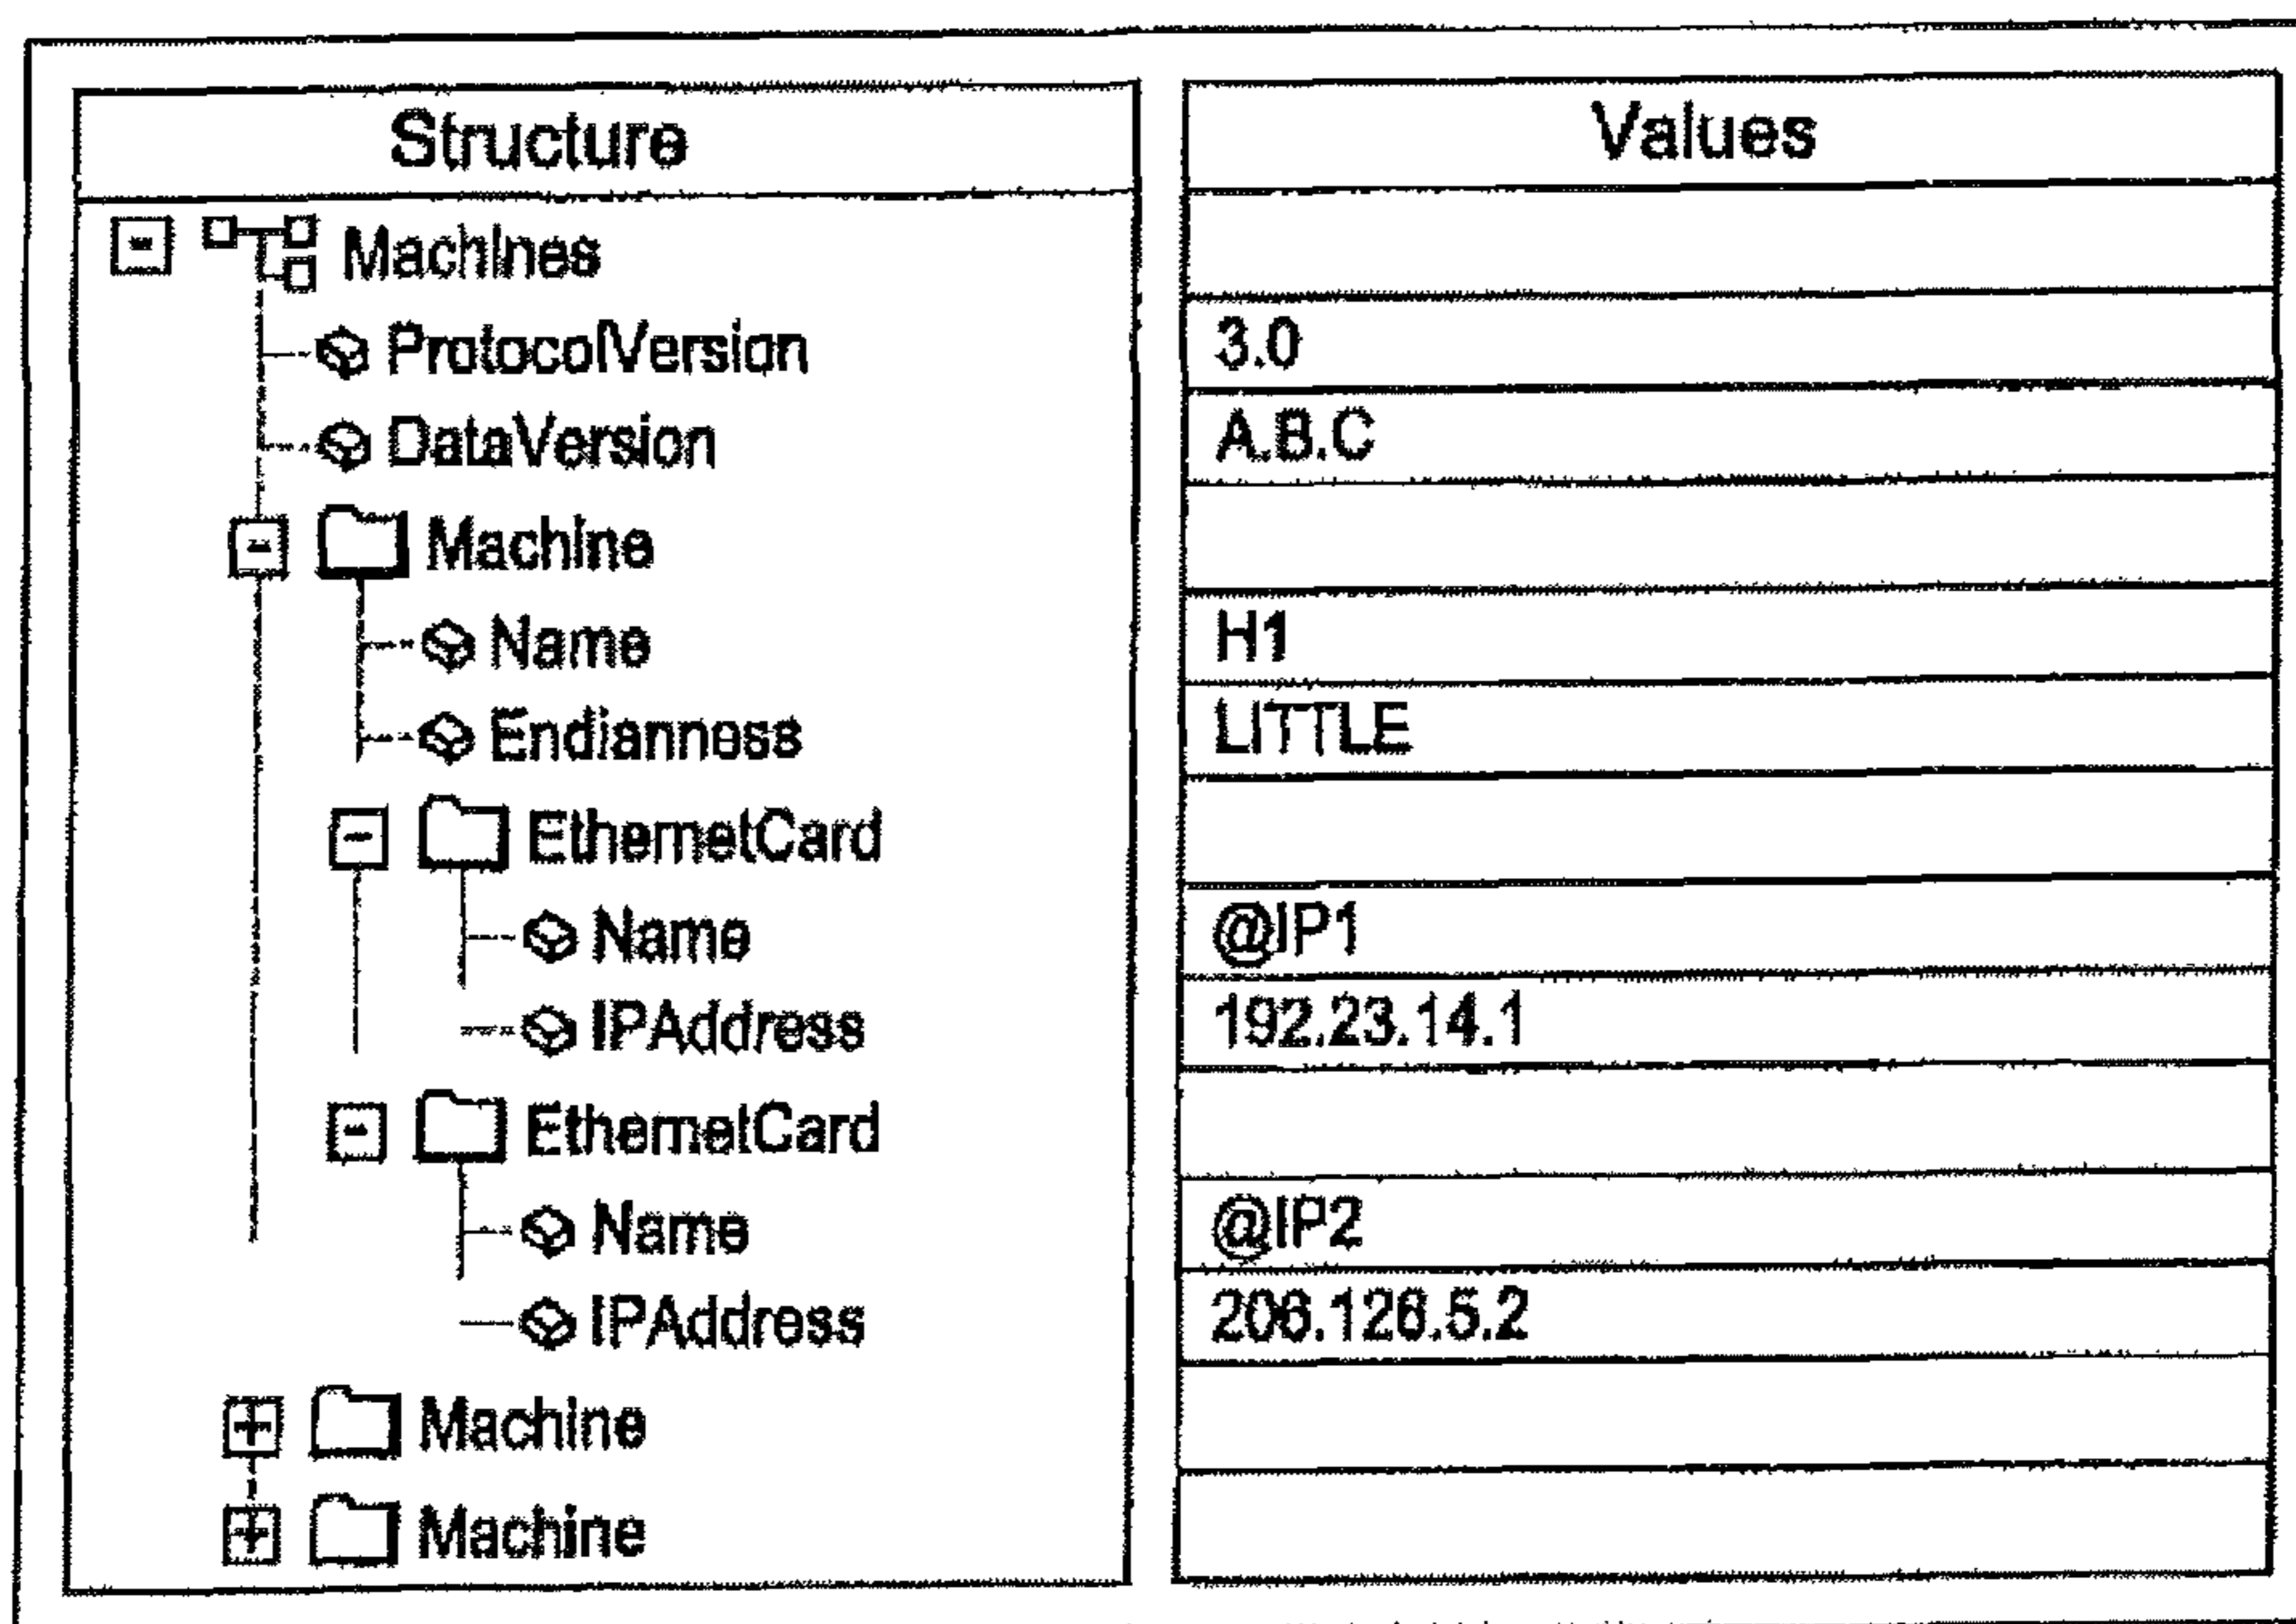 Structure Values
Machines
ProtocolVersion 3.0
DataVersion A.B.C
Machine
Name H1
Endianness LITTLE
EthernetCard
Name @IP1
IPAddress 192.23.14.1
EthernetCard
Name @IP2
IPAddress 206.126.5.2
Machine
Machine